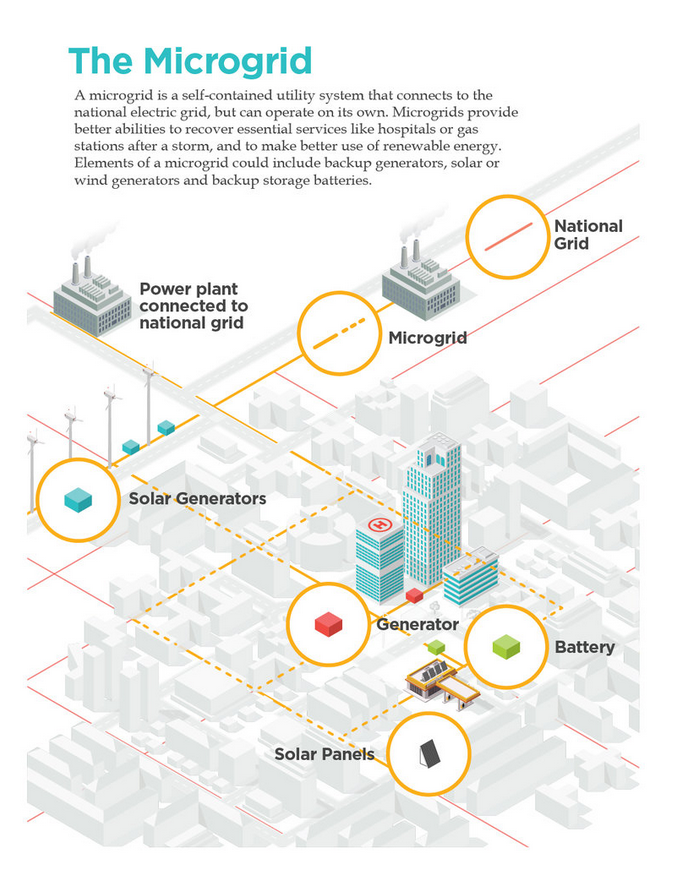 The Microgrid
A microgrid is a self-contained utility system that connects to the
national electric grid, but can operate on its own. Microgrids provide
better abilities to recover essential services like hospitals or gas
stations after a storm, and to make better use of renewable energy.
Elements of a microgrid could include backup generators, solar or
wind generators and backup storage batteries.
National
Grid
Power plant
connected to
national grid
Microgrid
Solar Generators
H
Generator
Battery
Solar Panels